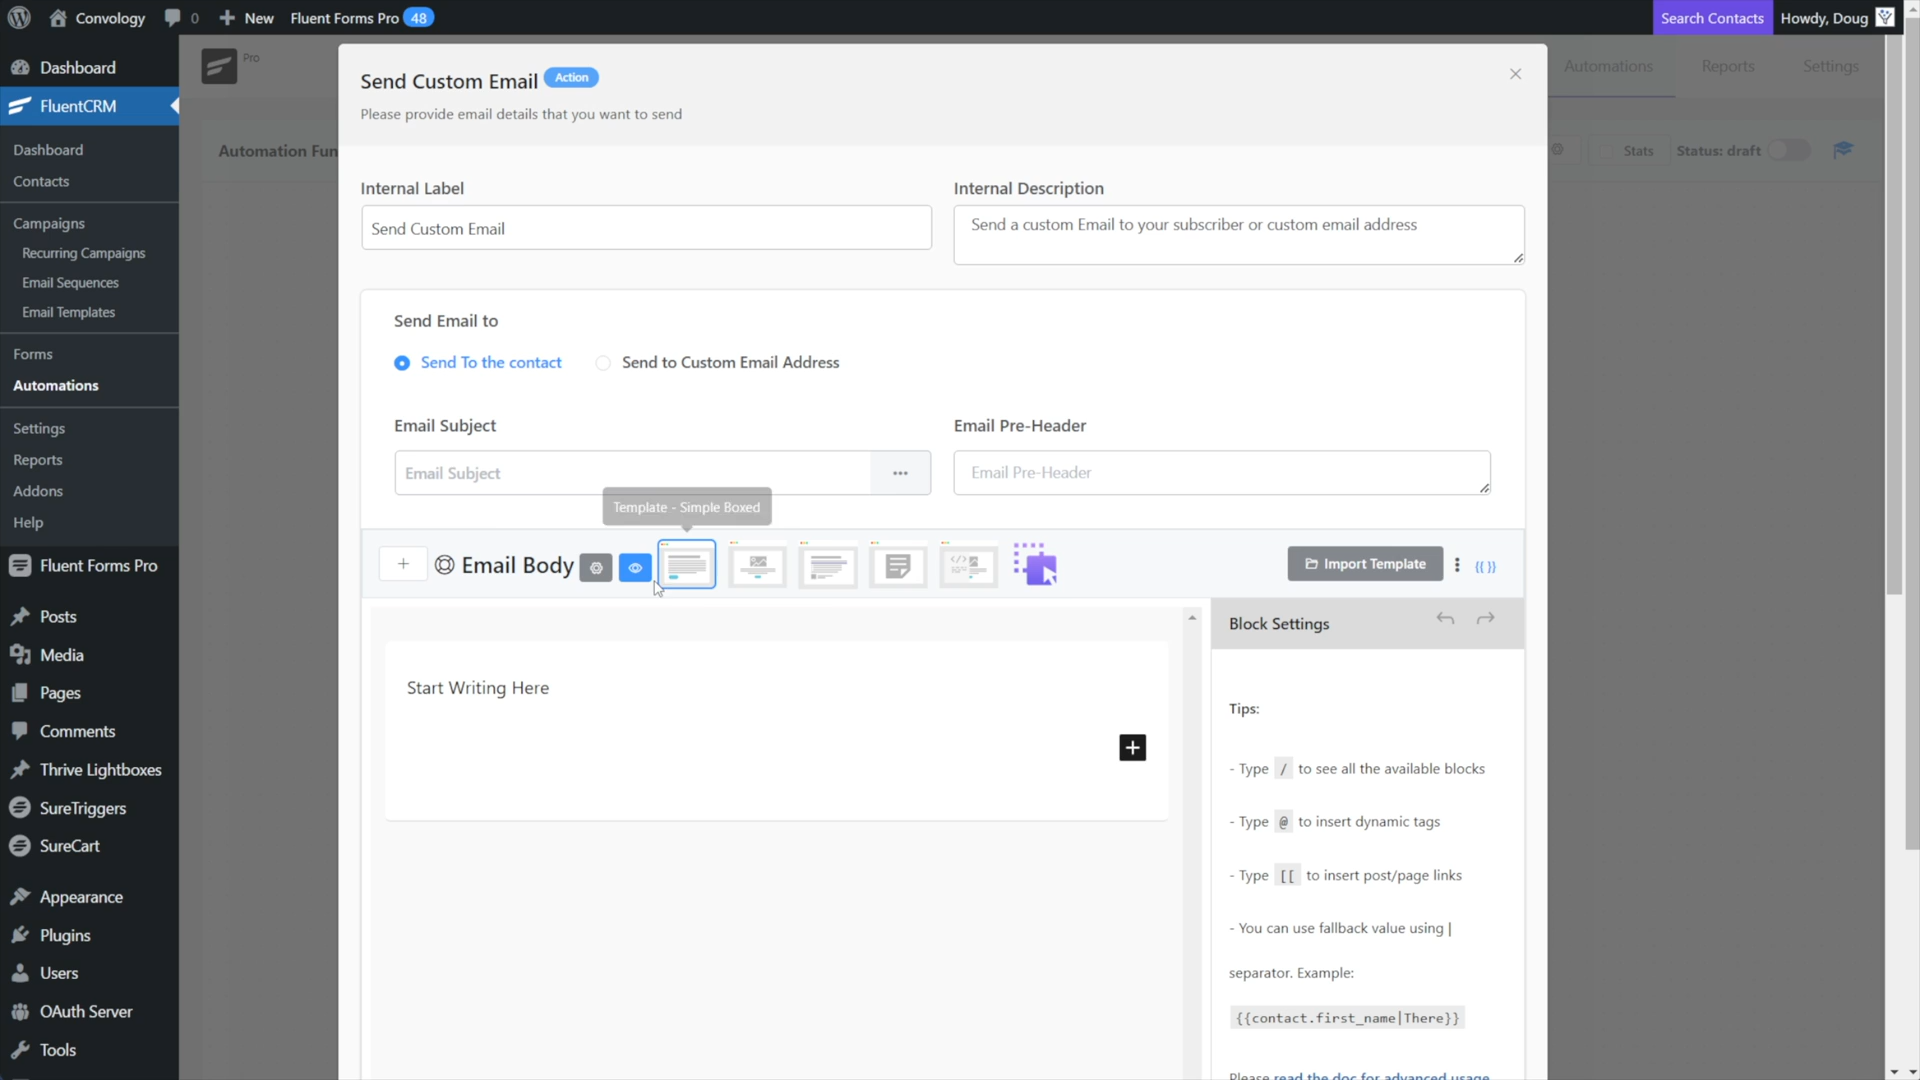 Convology
0
New
Fluent Forms Pro 48
Search Contacts
Howdy, Doug
Dashboard
FluentCRM
Dashboard
Contacts
Campaigns
Recurring Campaigns
Email Sequences
Email Templates
Forms
Automations
Settings
Reports
Addons
Help
Fluent Forms Pro
Posts
Media
Pages
Comments
Thrive Lightboxes
SureTriggers
SureCart
Appearance
Plugins
Users
OAuth Server
Tools
Pro
Automations
Reports
Settings
Automation Fun
Stats
Status: draft
Send Custom Email Action
Please provide email details that you want to send
Internal Label
Internal Description
Send Custom Email
Send a custom Email to your subscriber or custom email address
Send Email to
Send To the contact
Send to Custom Email Address
Email Subject
Email Pre-Header
Email Subject
Email Pre-Header
Template - Simple Boxed
Email Body
Import Template
{{ }}
Start Writing Here
Block Settings
Tips:
- Type / to see all the available blocks
- Type @ to insert dynamic tags
- Type [[ to insert post/page links
- You can use fallback value using |
separator. Example:
{{contact.first_name|There}}
Please read the doc for advanced usage